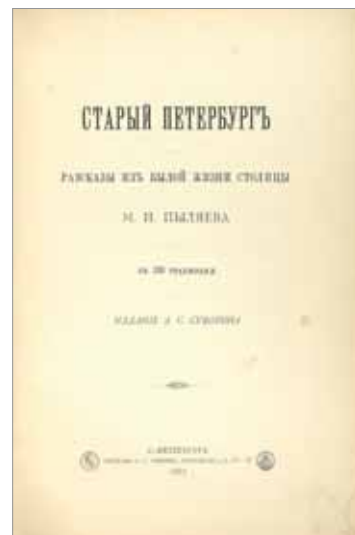 СТАРЫЙ ПЕТЕРБУРГЪ
РАЗСКАЗЫ ИЗЪ БЫЛОЙ ЖИЗНИ СТОЛИЦЫ
М. И. ПЫЛЯЕВА
ИЗДАНІЕ А. С. СУВОРИНА
С.-ПЕТЕРБУРГЪ